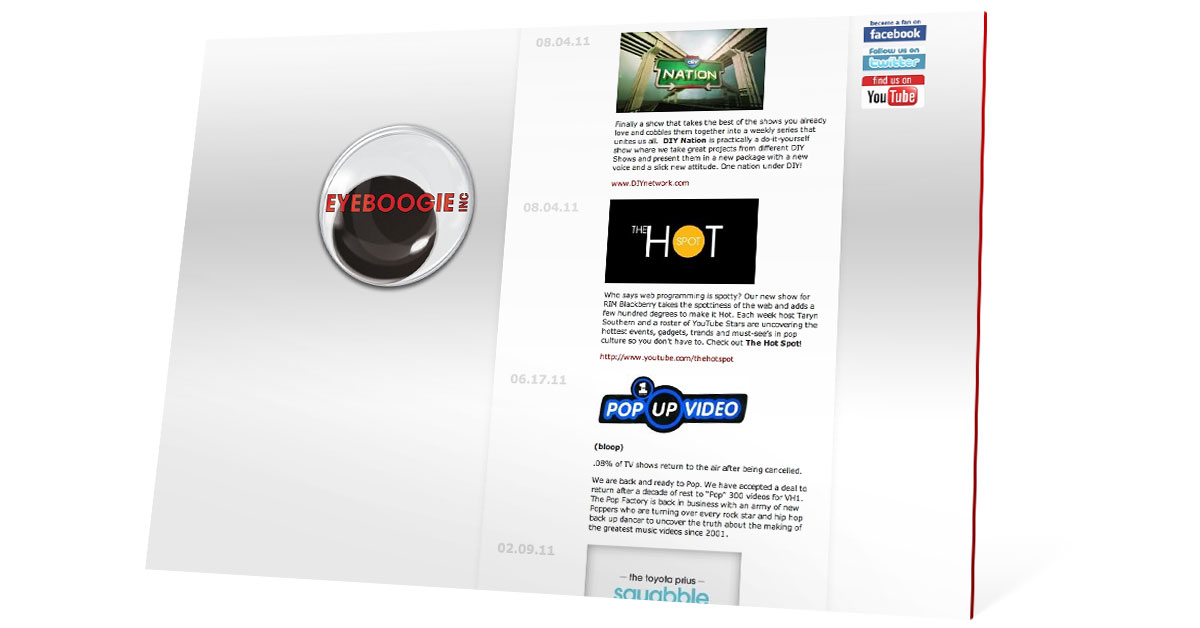 EYEBOOGIE INC
08.04.11
DIY
NATION
Finally a show that takes the best of the shows you already
love and cobbles them together into a weekly series that
unites us all. DIY Nation is practically a do-it-yourself
show where we take great projects from different DIY
Shows and present them in a new package with a new
voice and a slick new attitude. One nation under DIY!
www.DIYnetwork.com
08.04.11
THE HOT
SPOT
Who says web programming is spotty? Our new show for
RIM Blackberry takes the spottiness of the web and adds a
few hundred degrees to make it Hot. Each week host Taryn
Southern and a roster of YouTube Stars are uncovering the
hottest events, gadgets, trends and must-see's in pop
culture so you don't have to. Check out The Hot Spot!
http://www.youtube.com/thehotspot
06.17.11
1
POP UP VIDEO
(bloop)
.08% of TV shows return to the air after being cancelled.
We are back and ready to Pop. We have accepted a deal to
return after a decade of rest to "Pop" 300 videos for VH1.
The Pop Factory is back in business with an army of new
Poppers who are turning over every rock star and hip hop
back up dancer to uncover the truth about the making of
the greatest music videos since 2001.
02.09.11
— the toyota prius —
squabble
become a fan on
facebook
Follow us on
twitter
find us on
YouTube